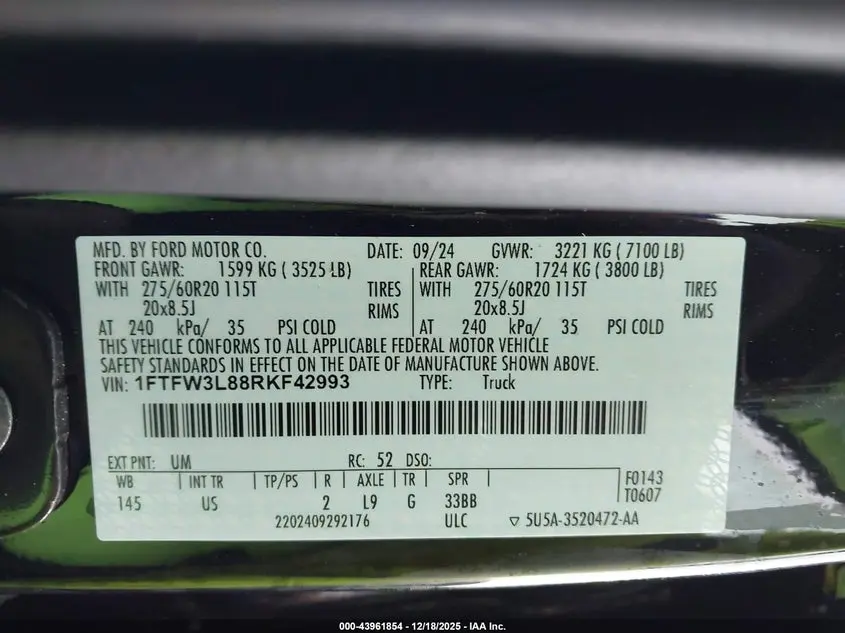 MFD. BY FORD MOTOR CO. DATE: 09/24 GVWR: 3221 KG ( 7100 LB)
FRONT GAWR: 1599 KG ( 3525 LB) REAR GAWR: 1724 KG ( 3800 LB)
WITH 275/60R20 115T TIRES WITH 275/60R20 115T TIRES
20x8.5J RIMS 20x8.5J RIMS
AT 240 kPa/ 35 PSI COLD AT 240 kPa/ 35 PSI COLD
THIS VEHICLE CONFORMS TO ALL APPLICABLE FEDERAL MOTOR VEHICLE
SAFETY STANDARDS IN EFFECT ON THE DATE OF MANUFACTURE SHOWN ABOVE.
VIN: 1FTFW3L88RKF42993 TYPE: Truck
EXT PNT: UM RC: 52 DSO:
WB INT TR TP/PS R AXLE TR SPR F0143
145 US 2 L9 G 33BB T0607
2202409292176 ULC ▽ 5U5A-3520472-AA
000-43961854 - 12/18/2025 - IAA Inc.